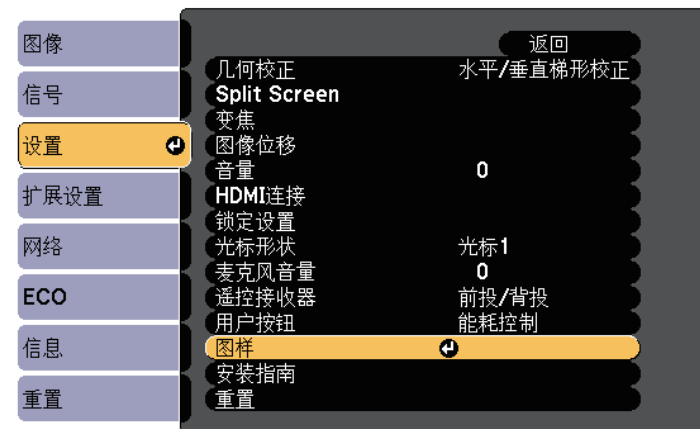 图像
信号
设置
扩展设置
网络
ECO
信息
重置
返回
几何校正 水平/垂直梯形校正
Split Screen
变焦
图像位移
音量 0
HDMI连接
锁定设置
光标形状 光标1
麦克风音量 0
遥控接收器 前投/背投
用户按钮 能耗控制
图样
安装指南
重置